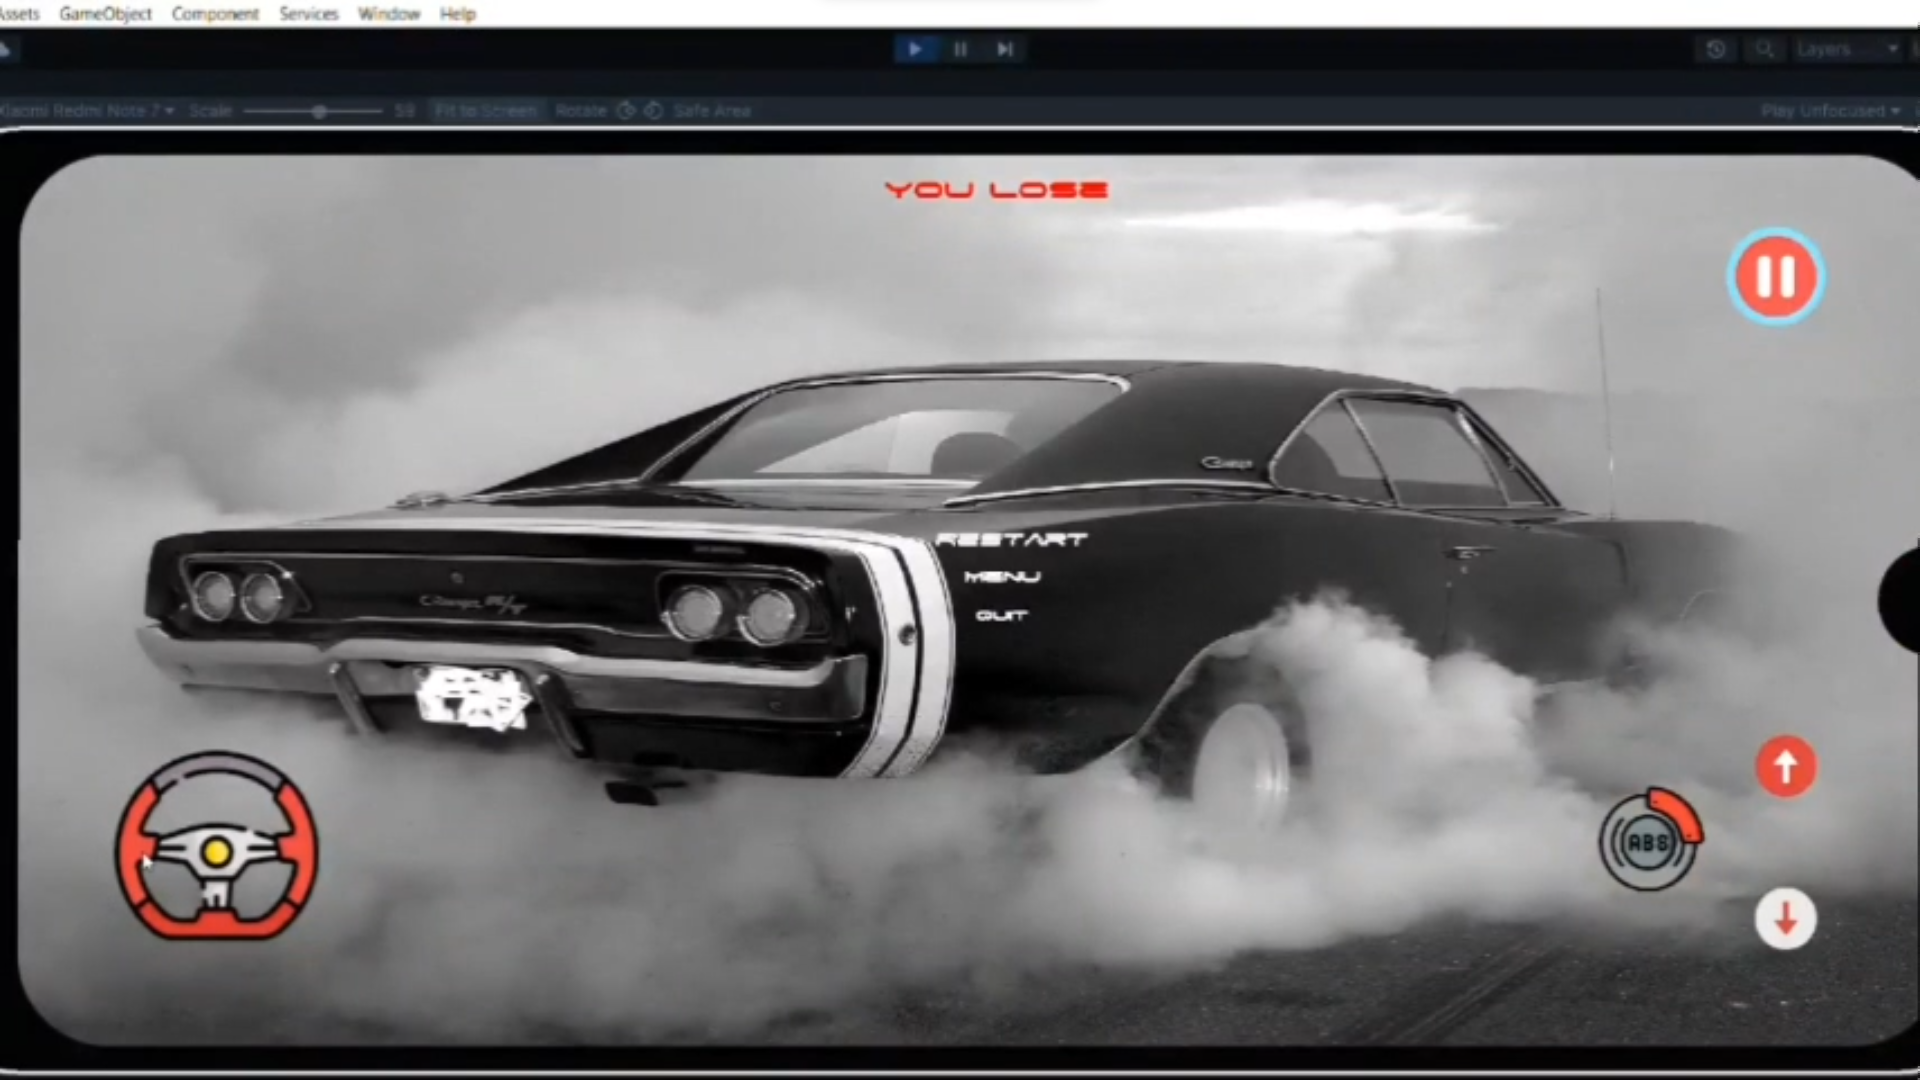 Assets GameObject Component Services Window Help
Layers
Xiaomi Redmi Note 7 Scale 59 Fit to Screen Rotate Safe Area Play Unfocused
YOU LOSE
RESTART
MENU
QUIT
ABS